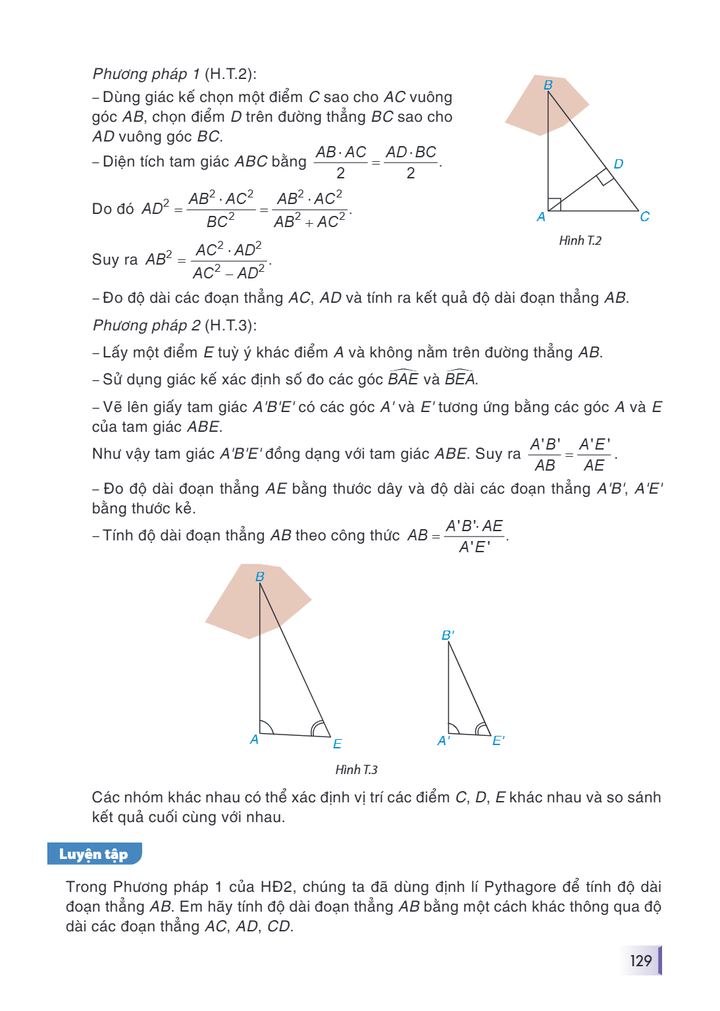 Phương pháp 1 (H.T.2):
– Dùng giác kế chọn một điểm C sao cho AC vuông
góc AB, chọn điểm D trên đường thẳng BC sao cho
AD vuông góc BC.
– Diện tích tam giác ABC bằng AB · AC / 2 = AD · BC / 2.
Do đó AD² = AB² · AC² / BC² = AB² · AC² / AB² + AC².
Suy ra AB² = AC² · AD² / AC² – AD².
B
D
A
C
Hình T.2
– Đo độ dài các đoạn thẳng AC, AD và tính ra kết quả độ dài đoạn thẳng AB.
Phương pháp 2 (H.T.3):
– Lấy một điểm E tuỳ ý khác điểm A và không nằm trên đường thẳng AB.
– Sử dụng giác kế xác định số đo các góc BAE và BEA.
– Vẽ lên giấy tam giác A'B'E' có các góc A' và E' tương ứng bằng các góc A và E
của tam giác ABE.
Như vậy tam giác A'B'E' đồng dạng với tam giác ABE. Suy ra A'B' / AB = A'E' / AE.
– Đo độ dài đoạn thẳng AE bằng thước dây và độ dài các đoạn thẳng A'B', A'E'
bằng thước kẻ.
– Tính độ dài đoạn thẳng AB theo công thức AB = A'B' · AE / A'E'.
B
A
E
B'
A'
E'
Hình T.3
Các nhóm khác nhau có thể xác định vị trí các điểm C, D, E khác nhau và so sánh
kết quả cuối cùng với nhau.
Luyện tập
Trong Phương pháp 1 của HĐ2, chúng ta đã dùng định lí Pythagore để tính độ dài
đoạn thẳng AB. Em hãy tính độ dài đoạn thẳng AB bằng một cách khác thông qua độ
dài các đoạn thẳng AC, AD, CD.
129